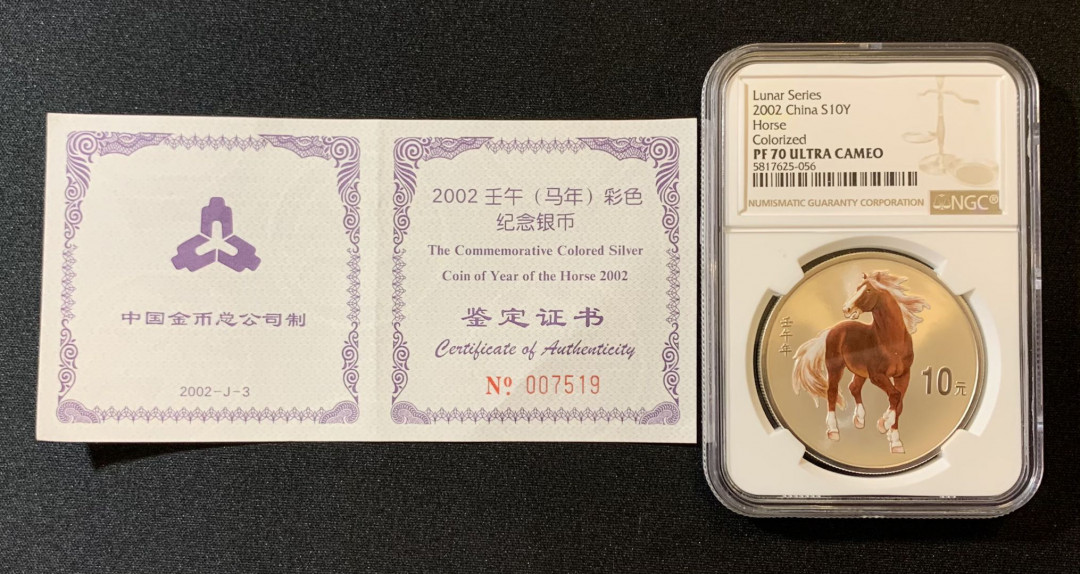 中国金币总公司制
2002-J-3
2002 壬午（马年）彩色
纪念银币
The Commemorative Colored Silver
Coin of Year of the Horse 2002
鉴定证书
Certificate of Authenticity
Nº. 007519
Lunar Series
2002 China S10Y
Horse
Colorized
PF 70 ULTRA CAMEO
5817625-056
NUMISMATIC GUARANTY CORPORATION NGC®
壬午年
10元